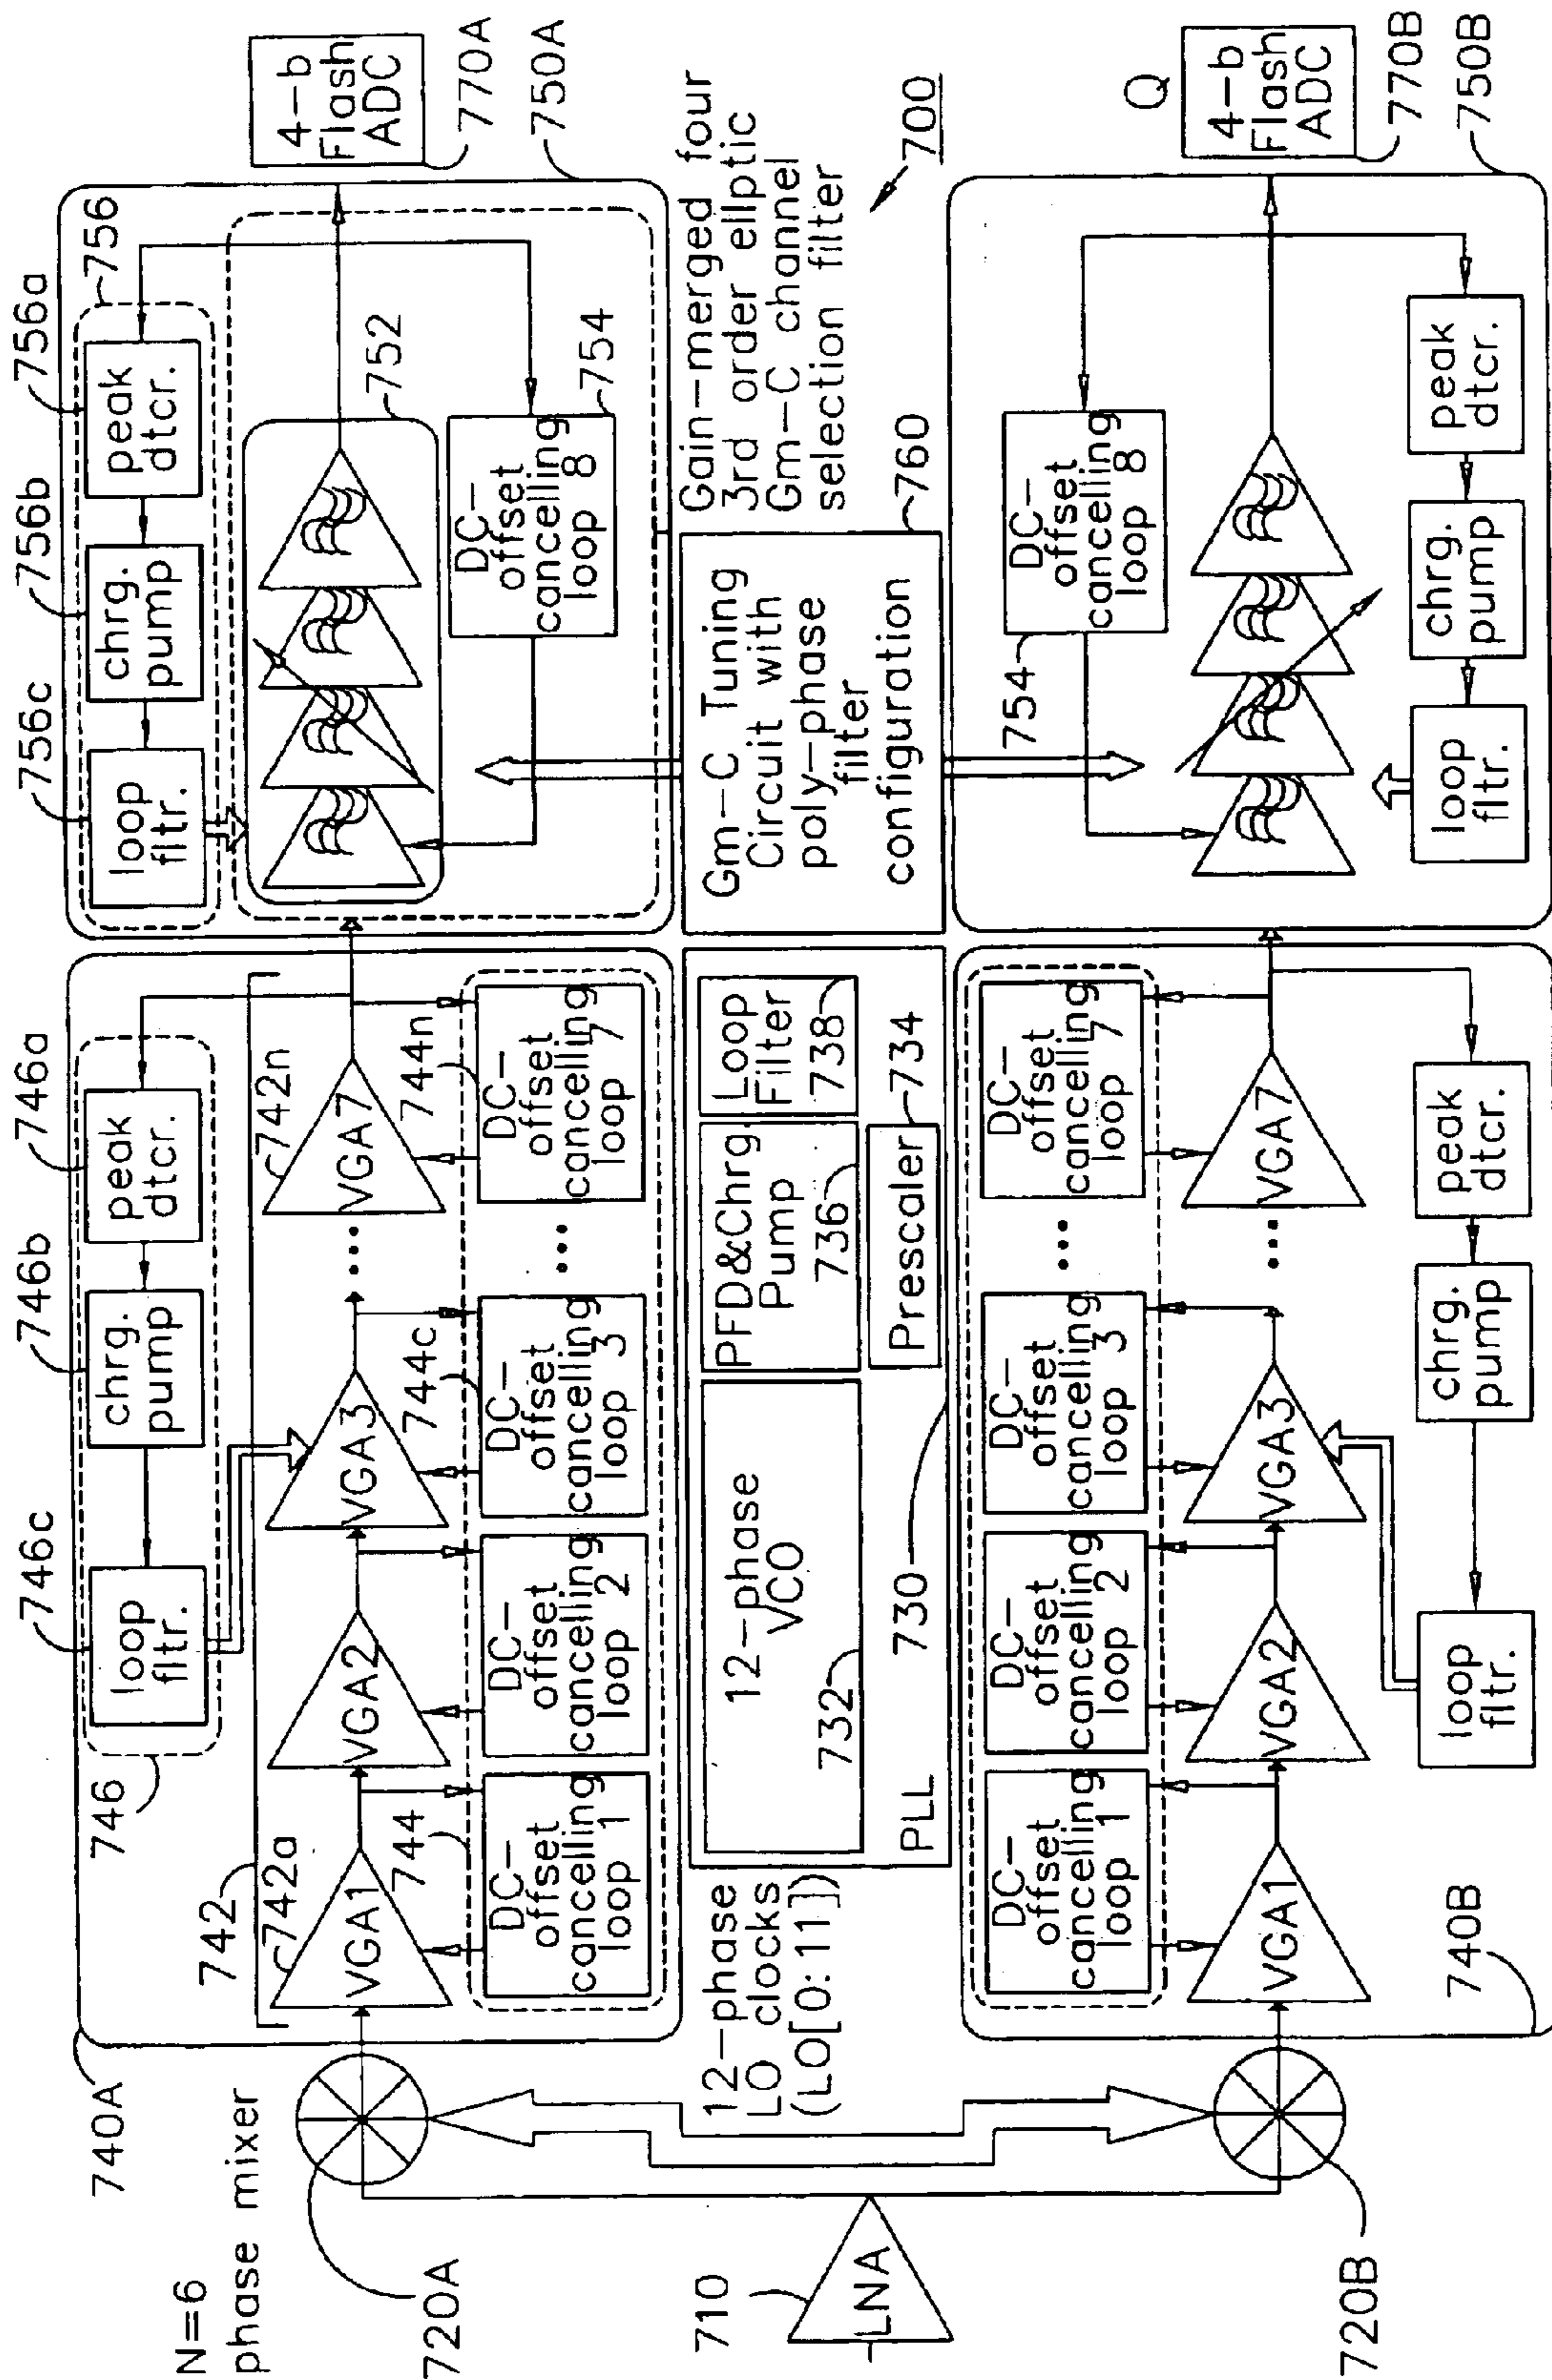 N=6
phase mixer
720A
740A
742
742a
VGA1
744
DC-
offset
cancelling
loop 1
746
746c
loop
fltr.
746b
chrg.
pump
746a
peak
dtcr.
VGA2
DC-
offset
cancelling
loop 2
VGA3
744c
DC-
offset
cancelling
loop 3
...
...
742n
VGA7
744n
DC-
offset
cancelling
loop 7
756c
loop
fltr.
756b
chrg.
pump
756a
peak
dtcr.
756
752
DC-
offset
cancelling
loop 8
754
4-b
Flash
ADC
770A
750A
710
LNA
12-phase
LO clocks
(LO[0:11])
12-phase
VCO
732
PLL
730
PFD&Chrg.
Pump
736
Loop
Filter
738
Prescaler
734
Gm-C Tuning
Circuit with
poly-phase
filter
configuration
760
Gain-merged four
3rd order ellptic
Gm-C channel
selection filter
700
720B
740B
DC-
offset
cancelling
loop 1
VGA1
DC-
offset
cancelling
loop 2
VGA2
DC-
offset
cancelling
loop 3
VGA3
...
...
DC-
offset
cancelling
loop 7
VGA7
loop
fltr.
chrg.
pump
peak
dtcr.
754
DC-
offset
cancelling
loop 8
loop
fltr.
chrg.
pump
peak
dtcr.
Q
4-b
Flash
ADC
770B
750B